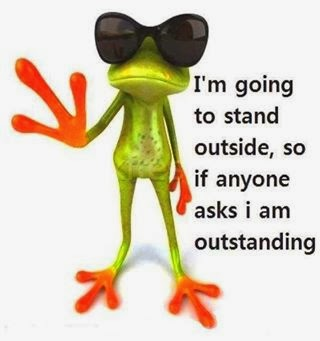 I'm going
to stand
outside, so
if anyone
asks i am
outstanding